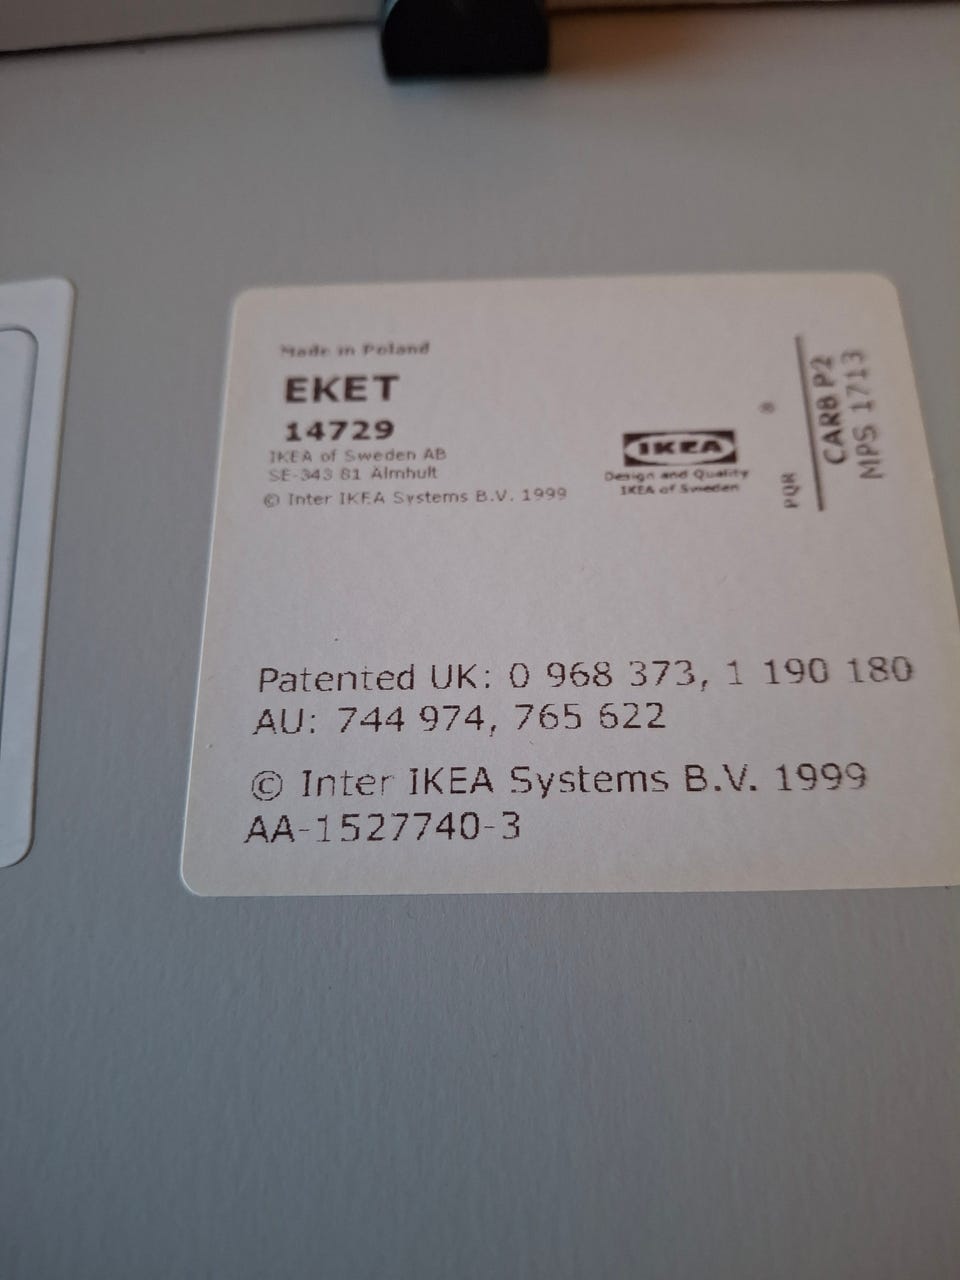 Made in Poland
EKET
14729
IKEA of Sweden AB
SE-343 81 Älmhult
© Inter IKEA Systems B.V. 1999
®
IKEA
Design and Quality
IKEA of Sweden
PQR
CARB P2
MPS 1713
Patented UK: 0 968 373, 1 190 180
AU: 744 974, 765 622
© Inter IKEA Systems B.V. 1999
AA-1527740-3